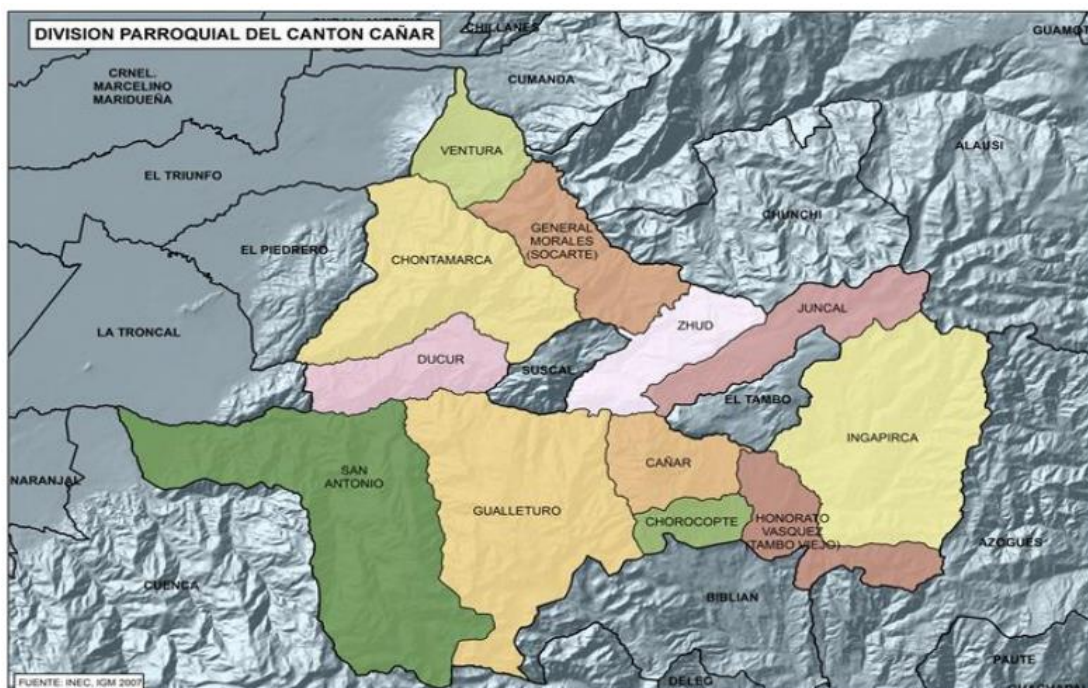 DIVISION PARROQUIAL DEL CANTON CAÑAR
CHILLANES
GUAMOT
CRNEL.
MARCELINO
MARIDUEÑA
CUMANDA
VENTURA
ALAUSI
EL TRIUNFO
CHUNCHI
GENERAL
MORALES
(SOCARTE)
EL PIEDRERO
CHONTAMARCA
JUNCAL
LA TRONCAL
ZHUD
DUCUR
SUSCAL
EL TAMBO
INGAPIRCA
NARANJAL
SAN
ANTONIO
CAÑAR
GUALLETURO
CHOROCOPTE
HONORATO
VASQUEZ
(TAMBO VIEJO)
AZOGUES
CUENCA
BIBLIAN
PAUTE
DELEG
FUENTE: INEC, IGM 2007